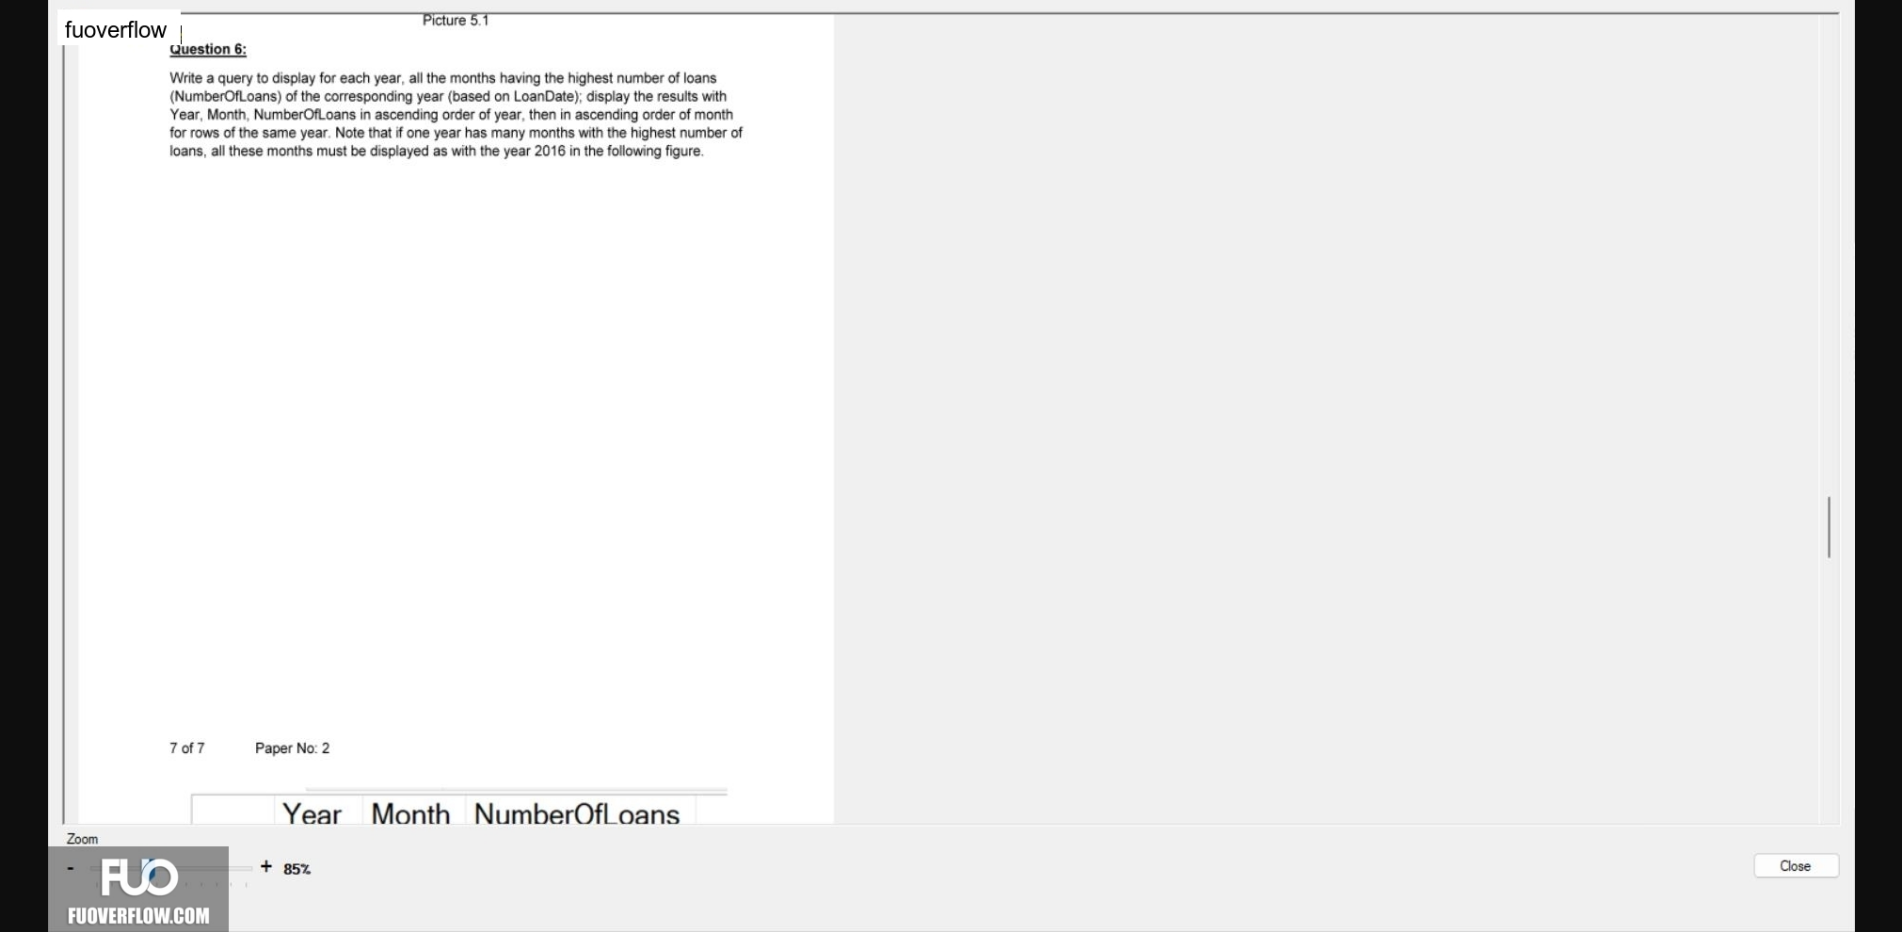 fuoverflow
Picture 5.1
Question 6:
Write a query to display for each year, all the months having the highest number of loans
(NumberOfLoans) of the corresponding year (based on LoanDate); display the results with
Year, Month, NumberOfLoans in ascending order of year, then in ascending order of month
for rows of the same year. Note that if one year has many months with the highest number of
loans, all these months must be displayed as with the year 2016 in the following figure.
7 of 7 Paper No: 2
Year Month NumberOfLoans
Zoom
- + 85%
Close
FUO
FUOVERFLOW.COM